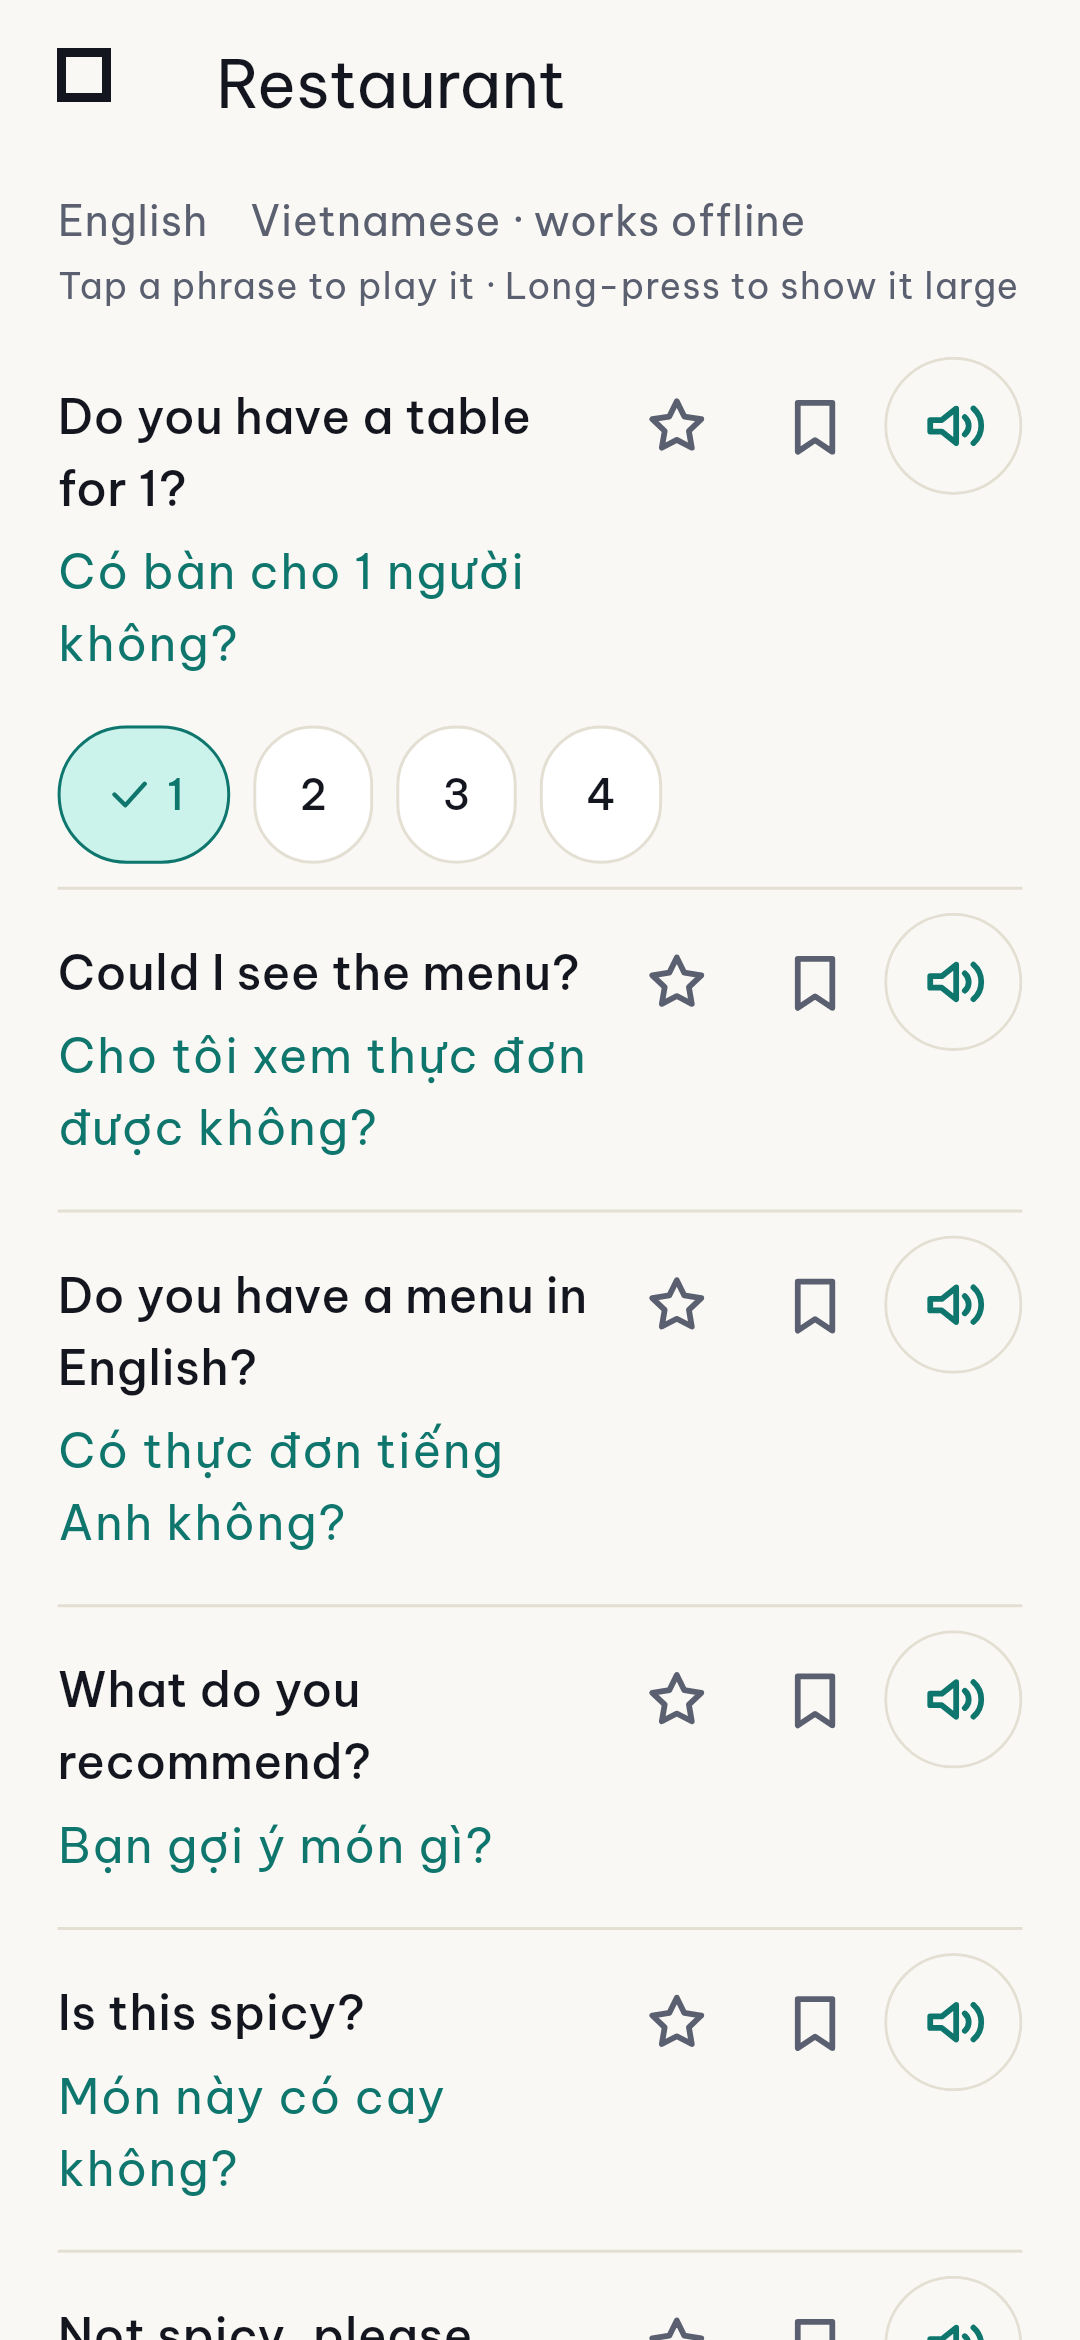 Restaurant
English Vietnamese · works offline
Tap a phrase to play it · Long-press to show it large
Do you have a table
for 1?
Có bàn cho 1 người
không?
1 2 3 4
Could I see the menu?
Cho tôi xem thực đơn
được không?
Do you have a menu in
English?
Có thực đơn tiếng
Anh không?
What do you
recommend?
Bạn gợi ý món gì?
Is this spicy?
Món này có cay
không?
Not spicy, please